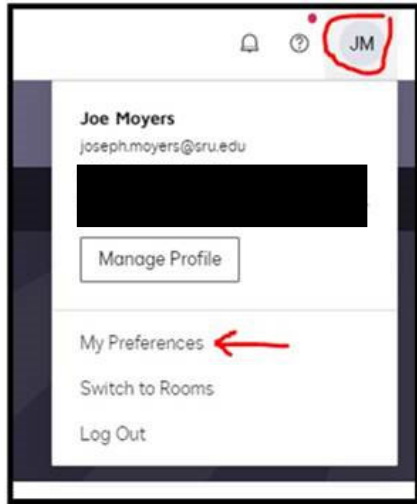 JM
Joe Moyers
joseph.moyers@sru.edu
Manage Profile
My Preferences
Switch to Rooms
Log Out